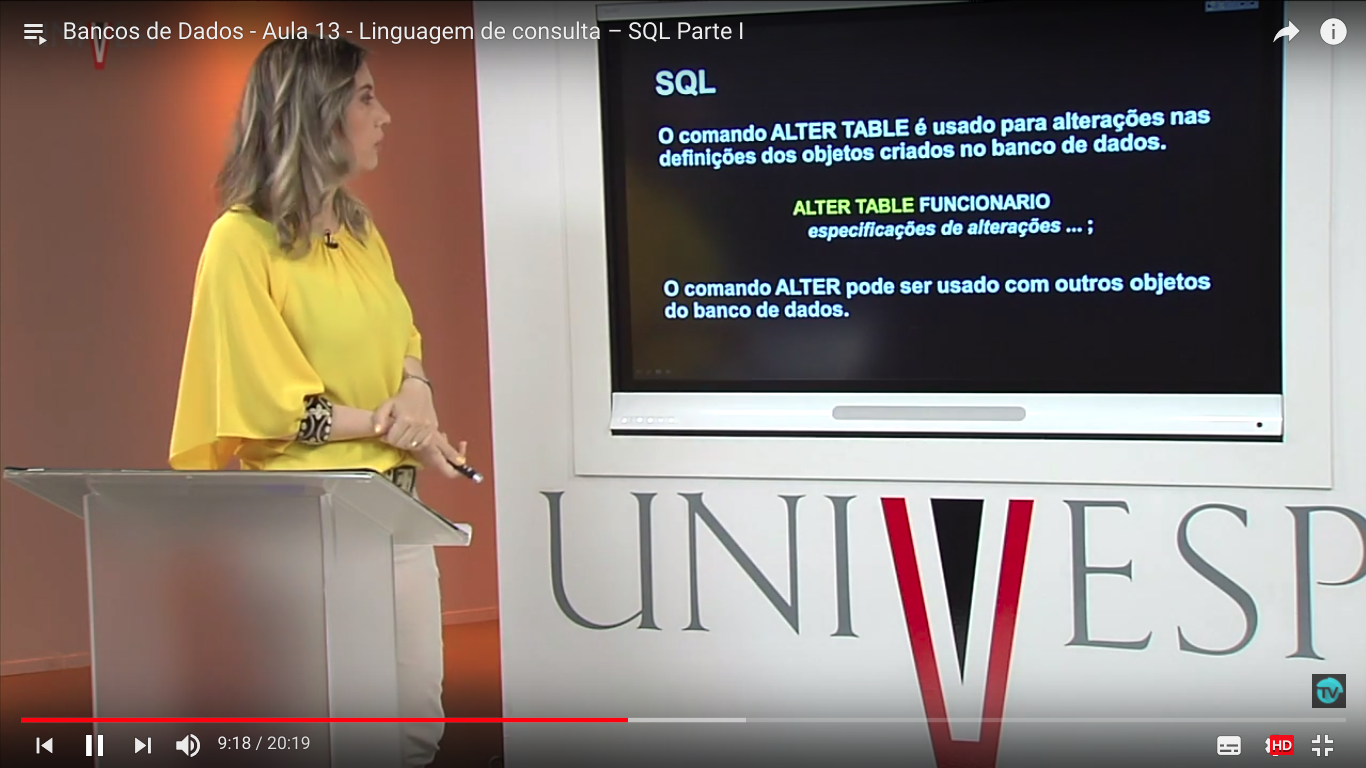 Bancos de Dados - Aula 13 - Linguagem de consulta – SQL Parte I
SQL
O comando ALTER TABLE é usado para alterações nas
definições dos objetos criados no banco de dados.
ALTER TABLE FUNCIONARIO
especificações de alterações ... ;
O comando ALTER pode ser usado com outros objetos
do banco de dados.
UNIVESP
TV
9:18 / 20:19
HD